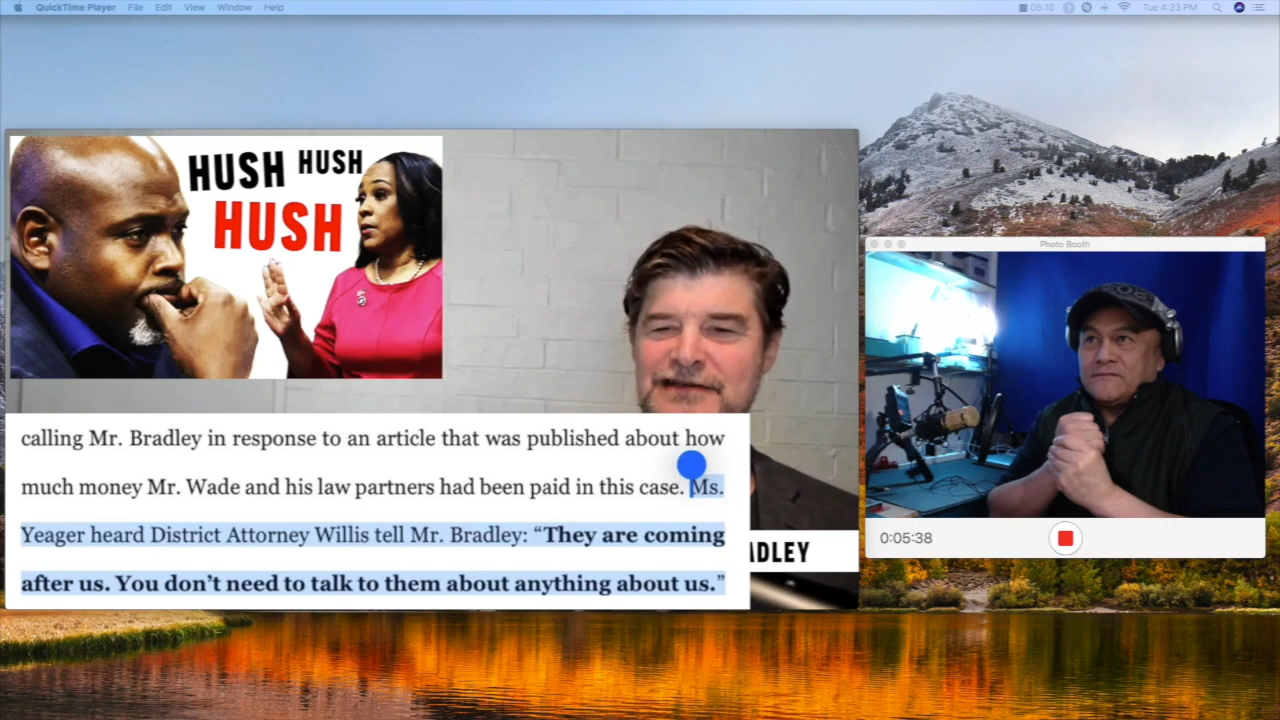 QuickTime Player File Edit View Window Help
05:10 Tue 4:23 PM
HUSH HUSH
HUSH
Photo Booth
calling Mr. Bradley in response to an article that was published about how
much money Mr. Wade and his law partners had been paid in this case. Ms.
Yeager heard District Attorney Willis tell Mr. Bradley: “They are coming
after us. You don’t need to talk to them about anything about us.”
ADLEY
0:05:38